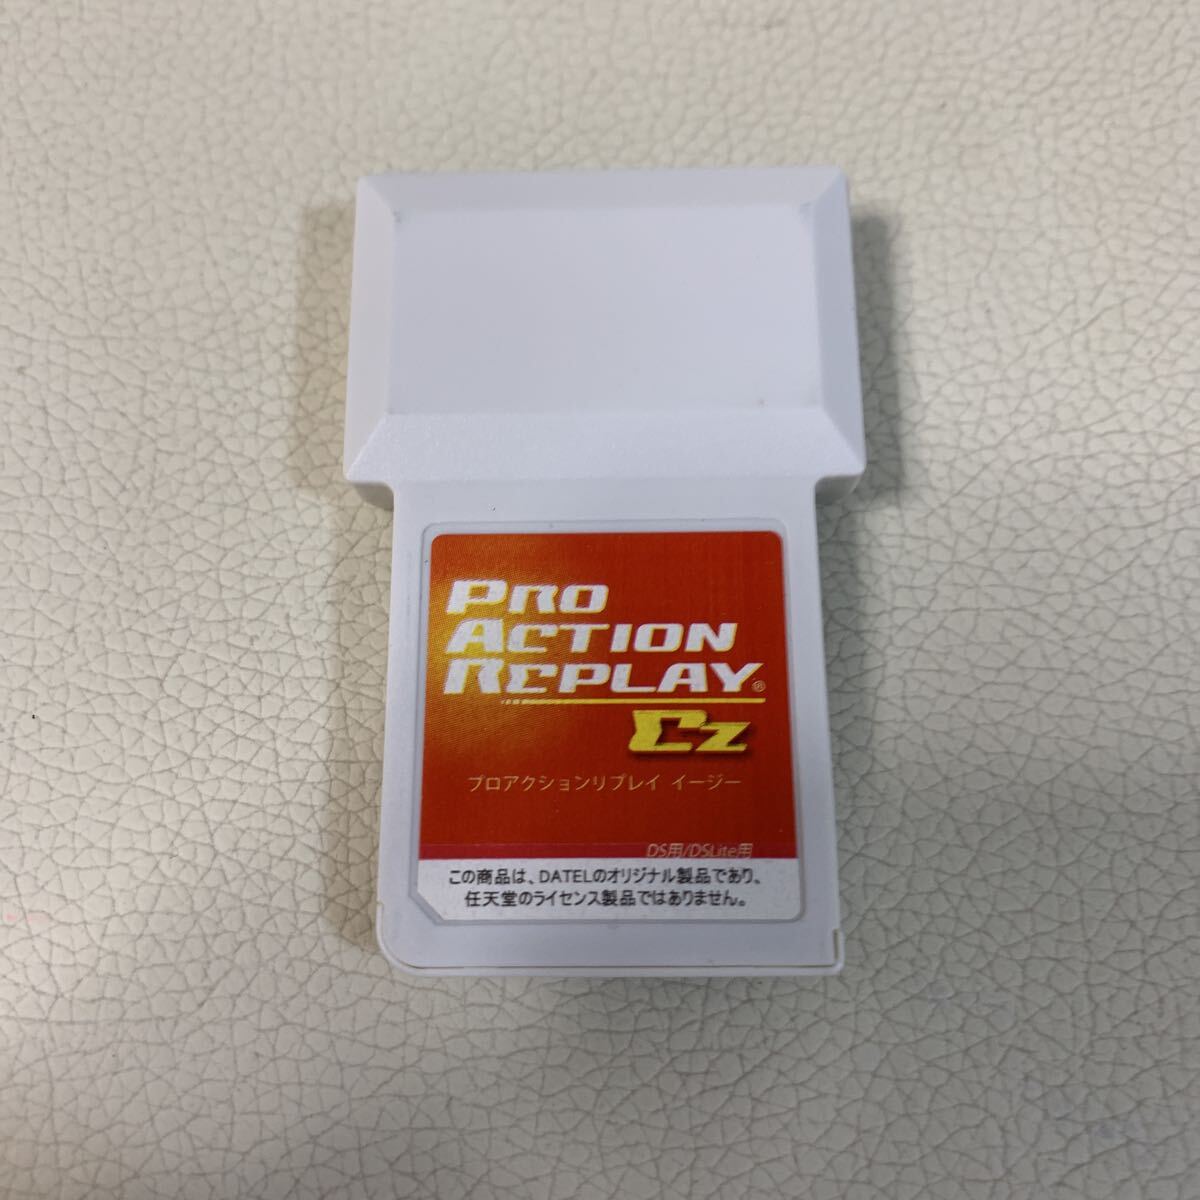 PRO
ACTION
REPLAY®
Ez
プロアクションリプレイ イージー
DS用/DSLite用
この商品は、DATELのオリジナル製品であり、
任天堂のライセンス製品ではありません。